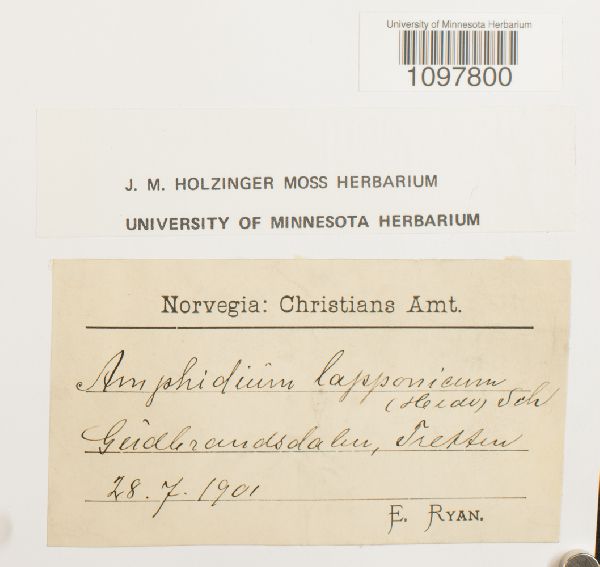 University of Minnesota Herbarium
1097800
J. M. HOLZINGER MOSS HERBARIUM
UNIVERSITY OF MINNESOTA HERBARIUM
Norvegia: Christians Amt.
Amphidium lapponicum
(Hedw) Sch
Gudbrandsdalen, Tretten
28. 7. 1901
E. RYAN.